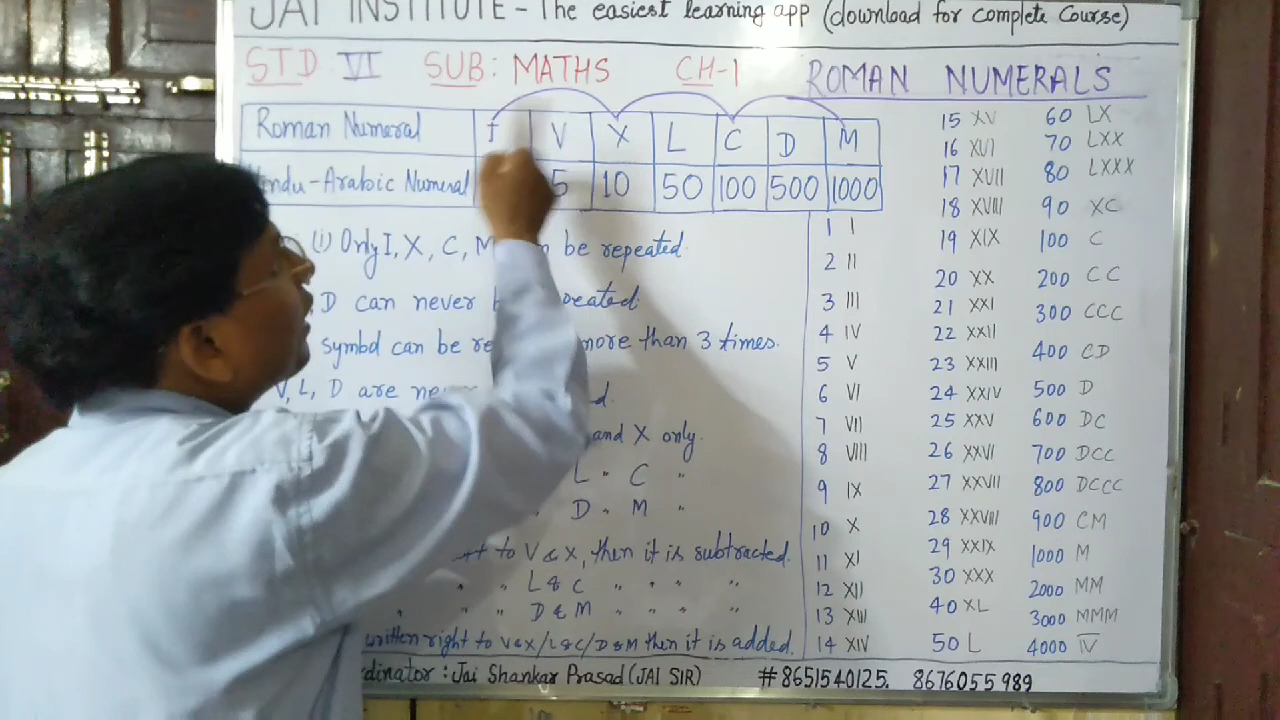 JAI INSTITUTE - The easiest learning app (download for complete Course)
STD VI SUB: MATHS CH-1 ROMAN NUMERALS
Roman Numeral I V X L C D M
Hindu-Arabic Numeral 5 10 50 100 500 1000
(i) Only I, X, C, M be repeated.
D can never
symbol can be more than 3 times.
V, L, D are
and X only.
L " C "
D " M "
to V & X, then it is subtracted.
" " L & C " " " "
" " " D & M " " " "
written right to V&X/L&C/D&M then it is added.
1 I
2 II
3 III
4 IV
5 V
6 VI
7 VII
8 VIII
9 IX
10 X
11 XI
12 XII
13 XIII
14 XIV
15 XV
16 XVI
17 XVII
18 XVIII
19 XIX
20 XX
21 XXI
22 XXII
23 XXIII
24 XXIV
25 XXV
26 XXVI
27 XXVII
28 XXVIII
29 XXIX
30 XXX
40 XL
50 L
60 LX
70 LXX
80 LXXX
90 XC
100 C
200 CC
300 CCC
400 CD
500 D
600 DC
700 DCC
800 DCCC
900 CM
1000 M
2000 MM
3000 MMM
4000 I̅V̅
dinator : Jai Shankar Prasad (JAI SIR) # 8651540125. 8676055989